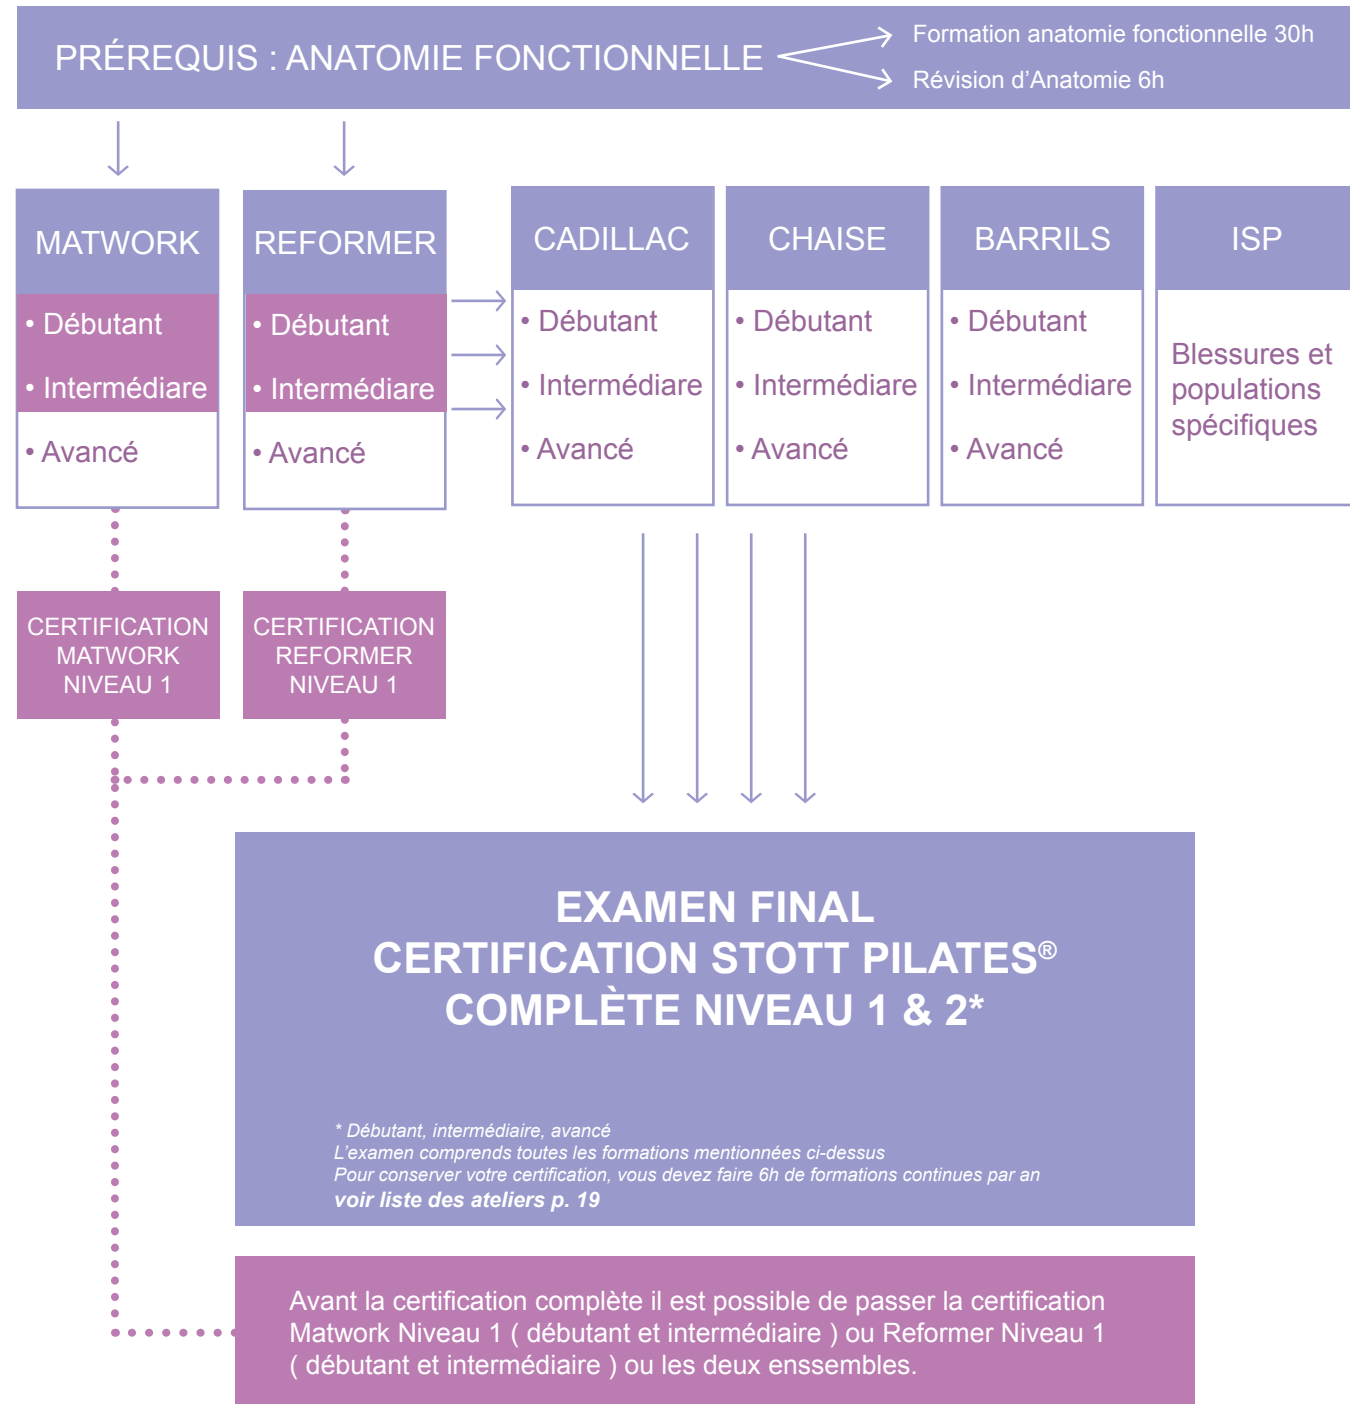 PRÉREQUIS : ANATOMIE FONCTIONNELLE
Formation anatomie fonctionnelle 30h
Révision d’Anatomie 6h
MATWORK
• Débutant
• Intermédiare
• Avancé
REFORMER
• Débutant
• Intermédiare
• Avancé
CADILLAC
• Débutant
• Intermédiare
• Avancé
CHAISE
• Débutant
• Intermédiare
• Avancé
BARRILS
• Débutant
• Intermédiare
• Avancé
ISP
Blessures et
populations
spécifiques
CERTIFICATION
MATWORK
NIVEAU 1
CERTIFICATION
REFORMER
NIVEAU 1
EXAMEN FINAL
CERTIFICATION STOTT PILATES®
COMPLÈTE NIVEAU 1 & 2*
* Débutant, intermédiaire, avancé
L’examen comprends toutes les formations mentionnées ci-dessus
Pour conserver votre certification, vous devez faire 6h de formations continues par an
voir liste des ateliers p. 19
Avant la certification complète il est possible de passer la certification
Matwork Niveau 1 ( débutant et intermédiaire ) ou Reformer Niveau 1
( débutant et intermédiaire ) ou les deux enssembles.